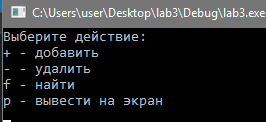 C:\Users\user\Desktop\lab3\Debug\lab3.exe
Выберите действие:
+ - добавить
- - удалить
f - найти
p - вывести на экран